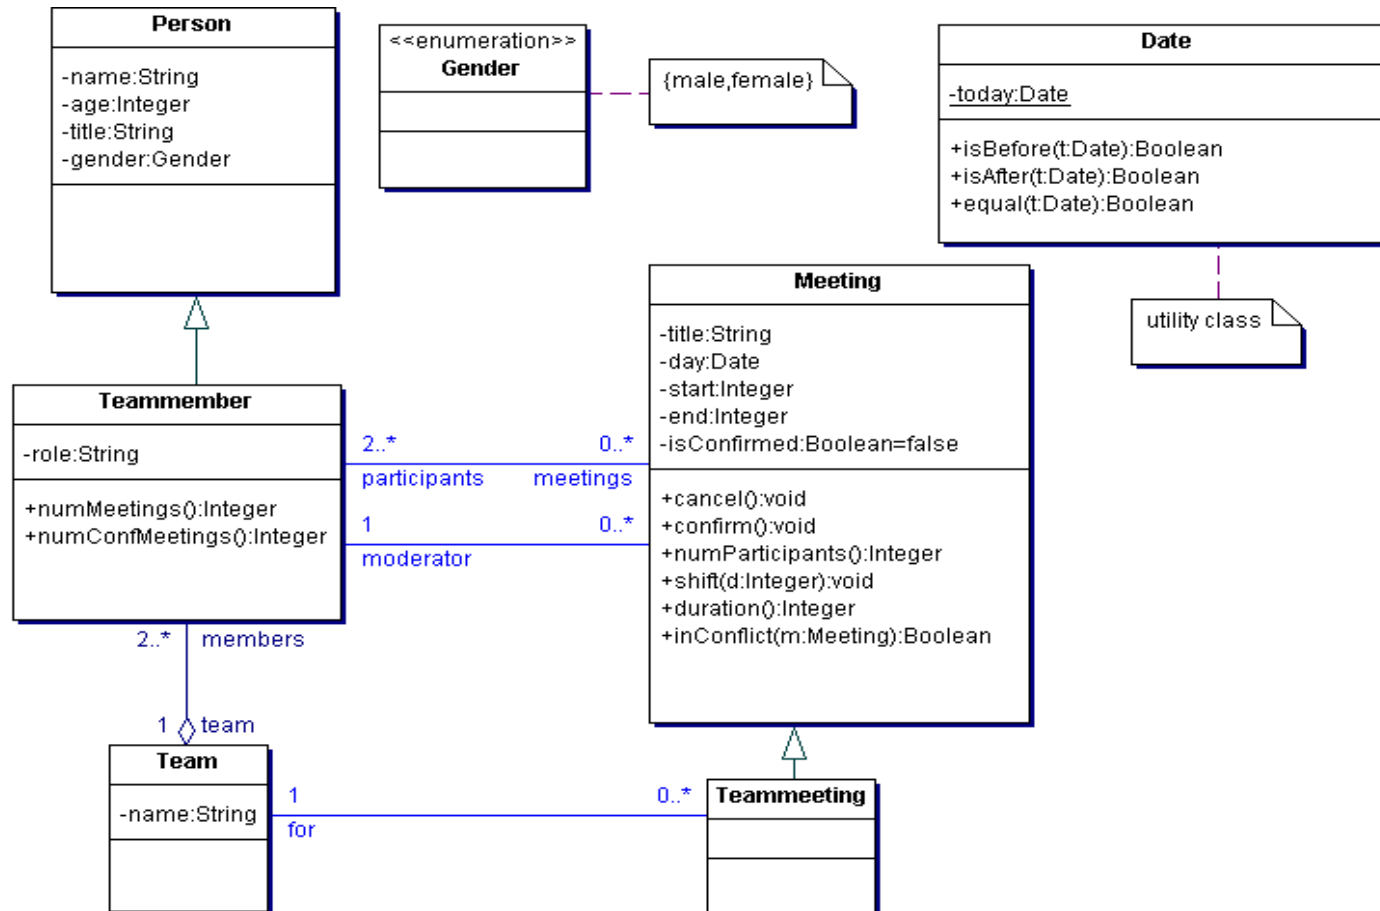 Person
-name:String
-age:Integer
-title:String
-gender:Gender
<<enumeration>>
Gender
{male,female}
Date
-today:Date
+isBefore(t:Date):Boolean
+isAfter(t:Date):Boolean
+equal(t:Date):Boolean
utility class
Meeting
-title:String
-day:Date
-start:Integer
-end:Integer
-isConfirmed:Boolean=false
+cancel():void
+confirm():void
+numParticipants():Integer
+shift(d:Integer):void
+duration():Integer
+inConflict(m:Meeting):Boolean
Teammember
-role:String
+numMeetings():Integer
+numConfMeetings():Integer
2..* 0..*
participants meetings
1 0..*
moderator
2..* members
1 team
Team
-name:String
1 0..*
for
Teammeeting